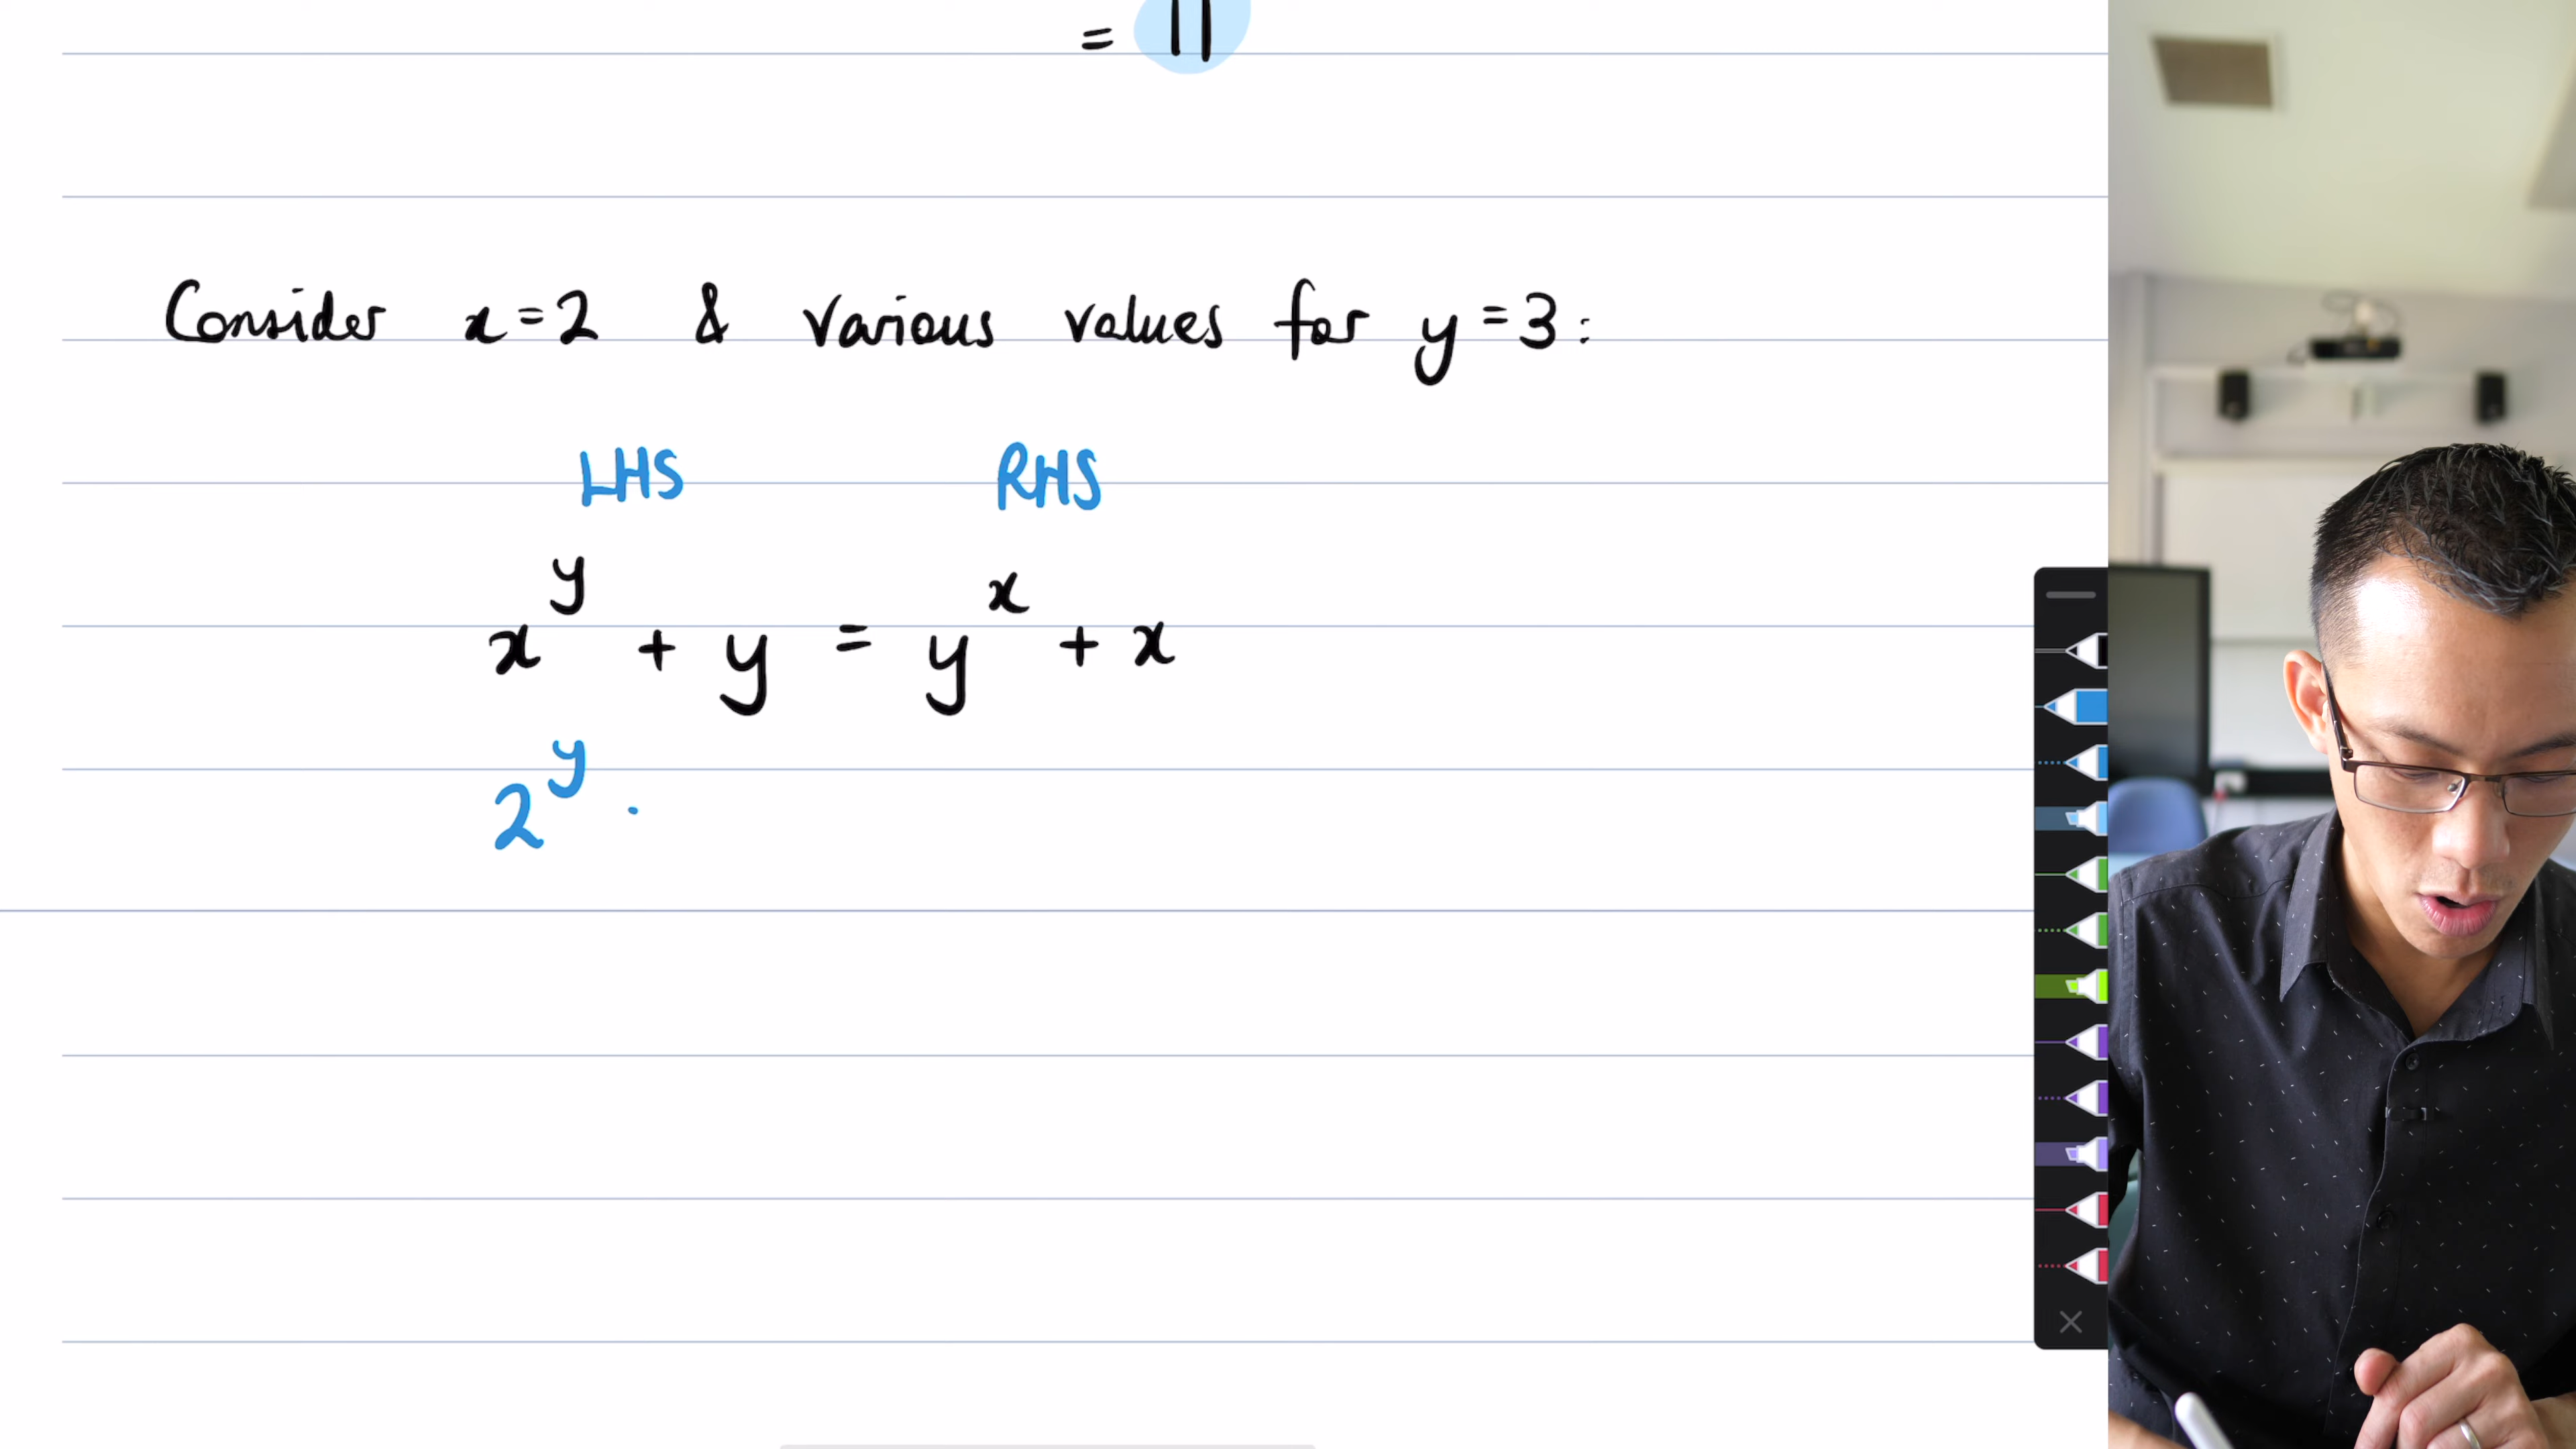 = 11
Consider x = 2 & various values for y = 3 :
LHS RHS
x^y + y = y^x + x
2^y .